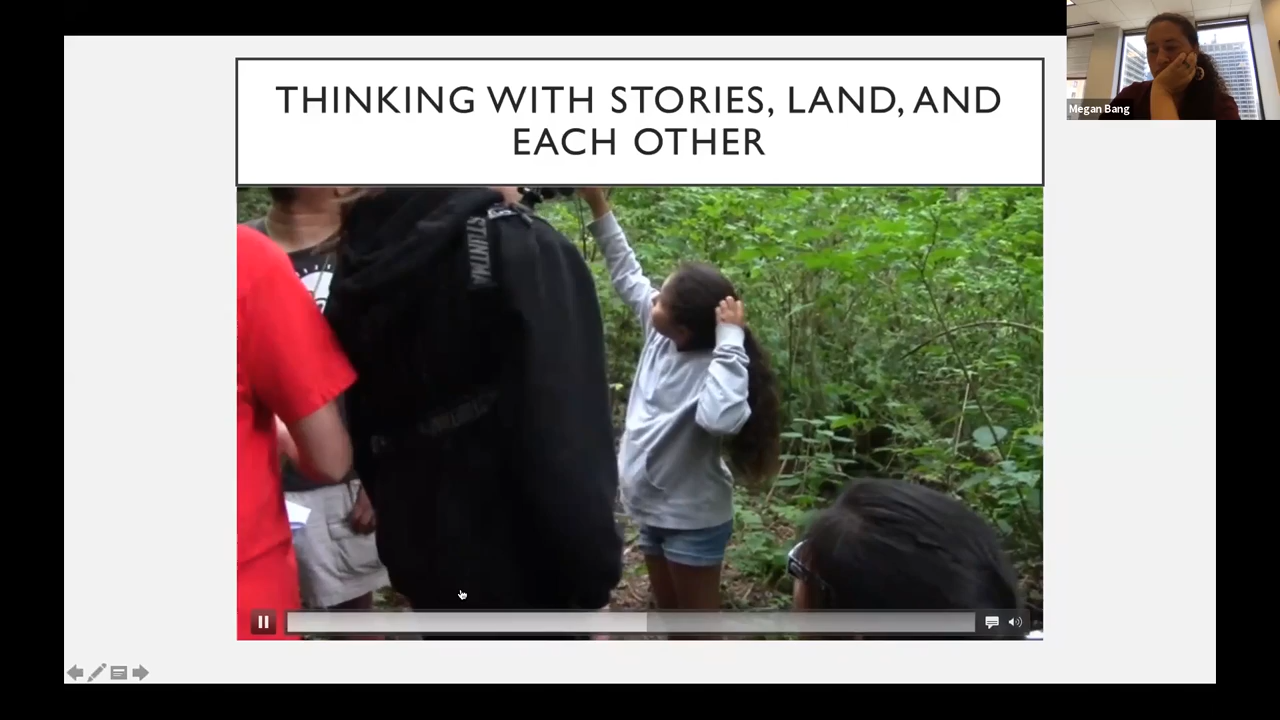 THINKING WITH STORIES, LAND, AND
EACH OTHER
Megan Bang